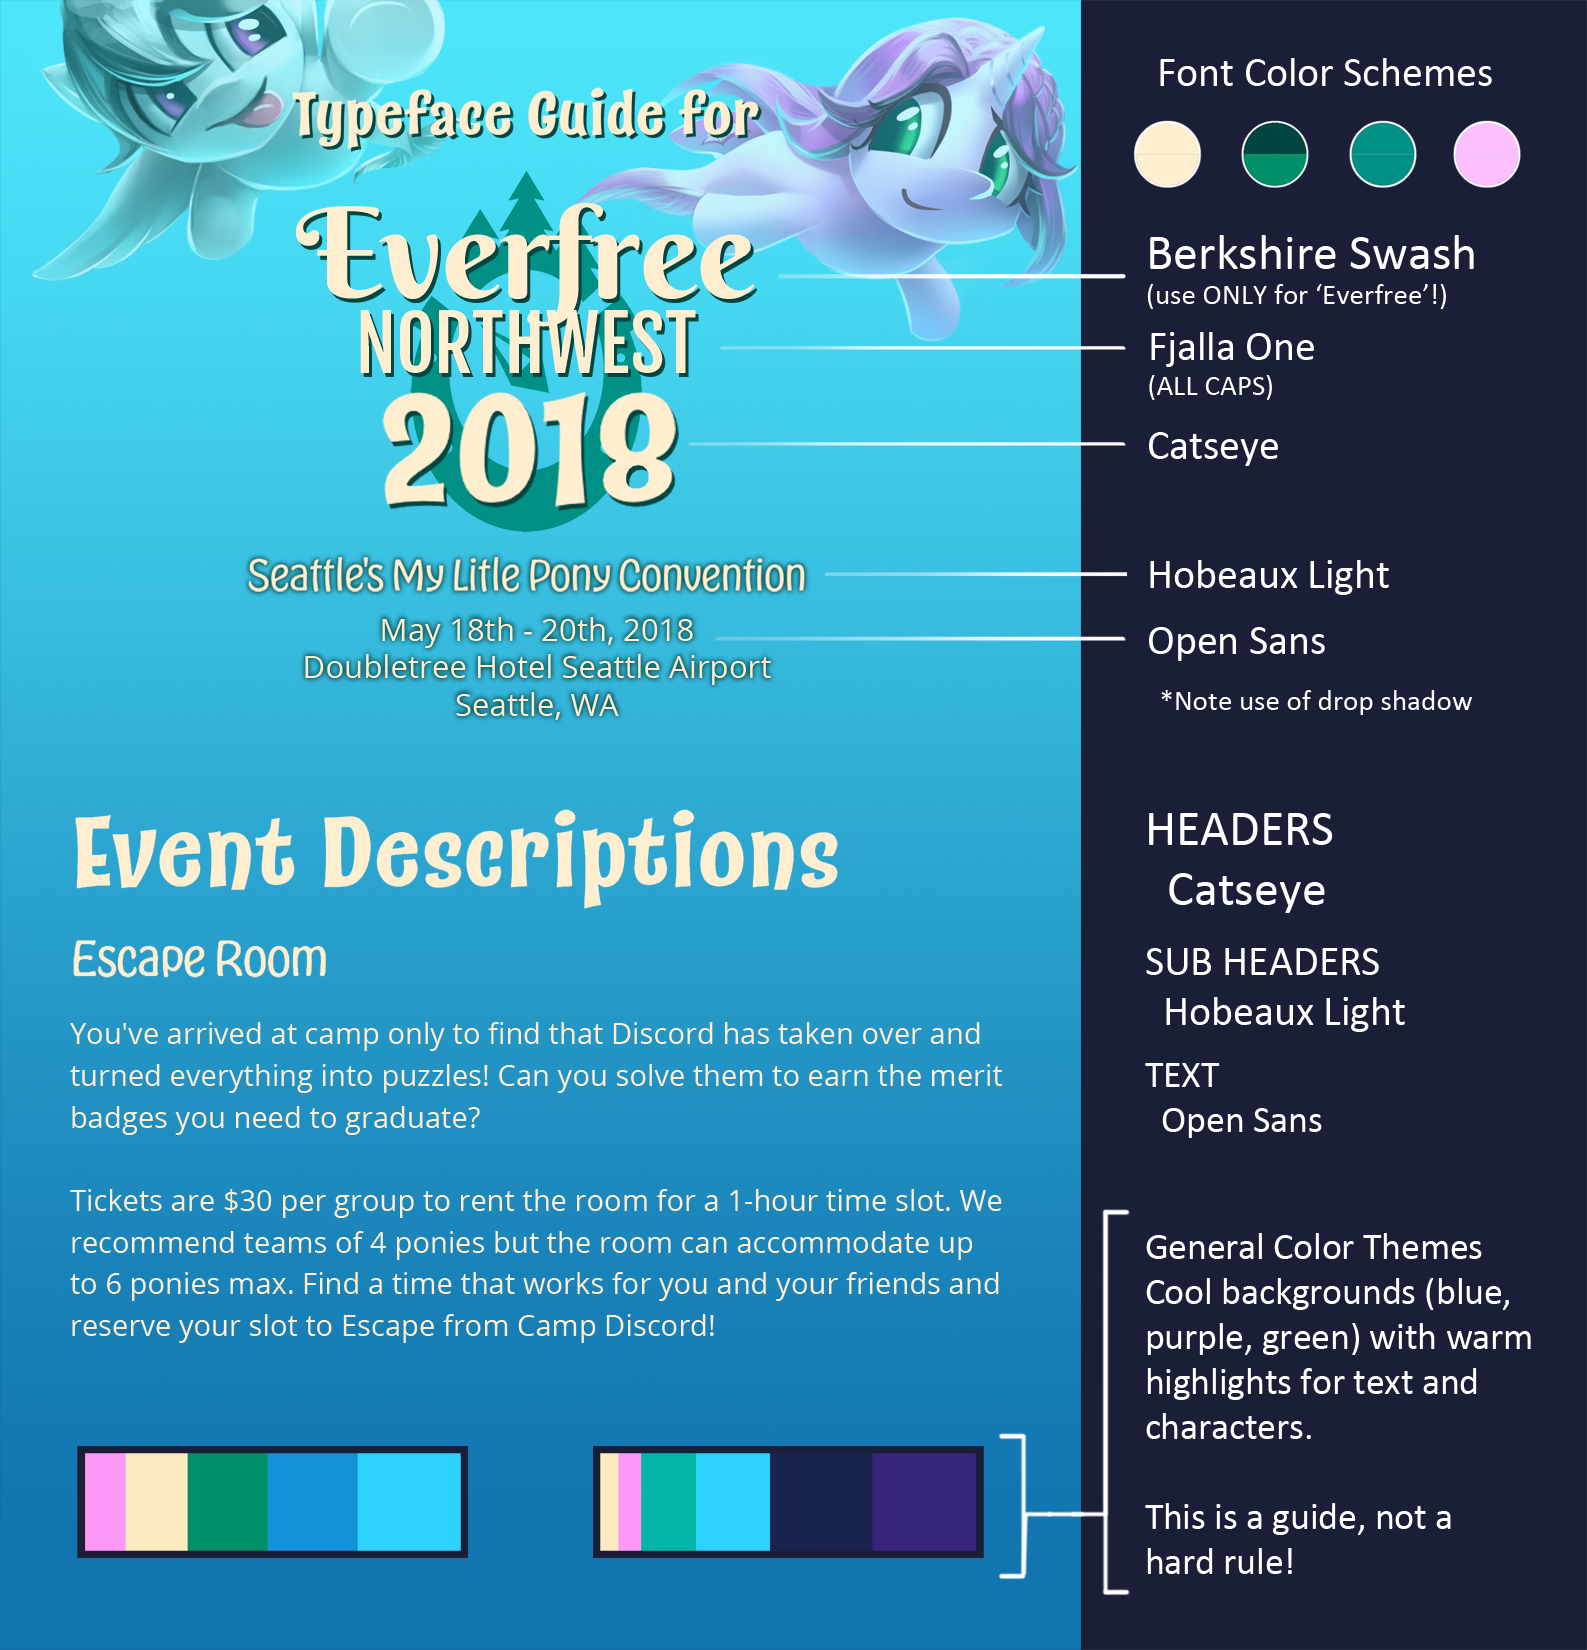 Typeface Guide for
Everfree
NORTHWEST
2018
Seattle's My Litle Pony Convention
May 18th - 20th, 2018
Doubletree Hotel Seattle Airport
Seattle, WA
Event Descriptions
Escape Room
You've arrived at camp only to find that Discord has taken over and
turned everything into puzzles! Can you solve them to earn the merit
badges you need to graduate?
Tickets are $30 per group to rent the room for a 1-hour time slot. We
recommend teams of 4 ponies but the room can accommodate up
to 6 ponies max. Find a time that works for you and your friends and
reserve your slot to Escape from Camp Discord!
Font Color Schemes
Berkshire Swash
(use ONLY for ‘Everfree’!)
Fjalla One
(ALL CAPS)
Catseye
Hobeaux Light
Open Sans
*Note use of drop shadow
HEADERS
Catseye
SUB HEADERS
Hobeaux Light
TEXT
Open Sans
General Color Themes
Cool backgrounds (blue,
purple, green) with warm
highlights for text and
characters.
This is a guide, not a
hard rule!